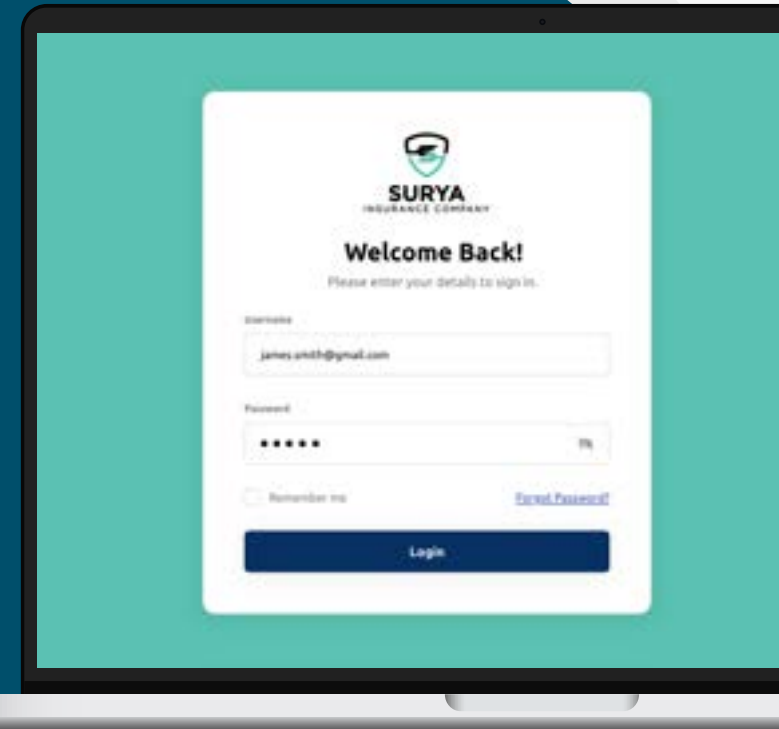 SURYA
INSURANCE COMPANY
Welcome Back!
Please enter your details to sign in.
Username
james.smith@gmail.com
Password
Remember me
Forgot Password?
Login